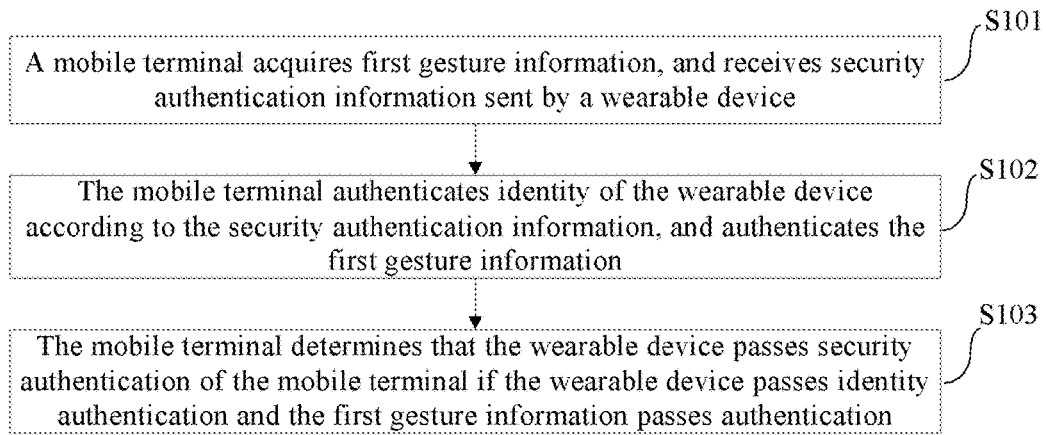 S101
A mobile terminal acquires first gesture information, and receives security
authentication information sent by a wearable device
S102
The mobile terminal authenticates identity of the wearable device
according to the security authentication information, and authenticates the
first gesture information
S103
The mobile terminal determines that the wearable device passes security
authentication of the mobile terminal if the wearable device passes identity
authentication and the first gesture information passes authentication